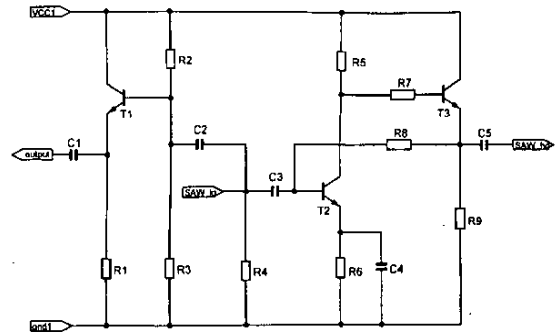 VCC1
R2
R5
R7
T1
T3
C1
C2
R8
C5
output
SAW_hd
C3
SAW_in
T2
R9
R1
R3
R4
R6
C4
gnd1